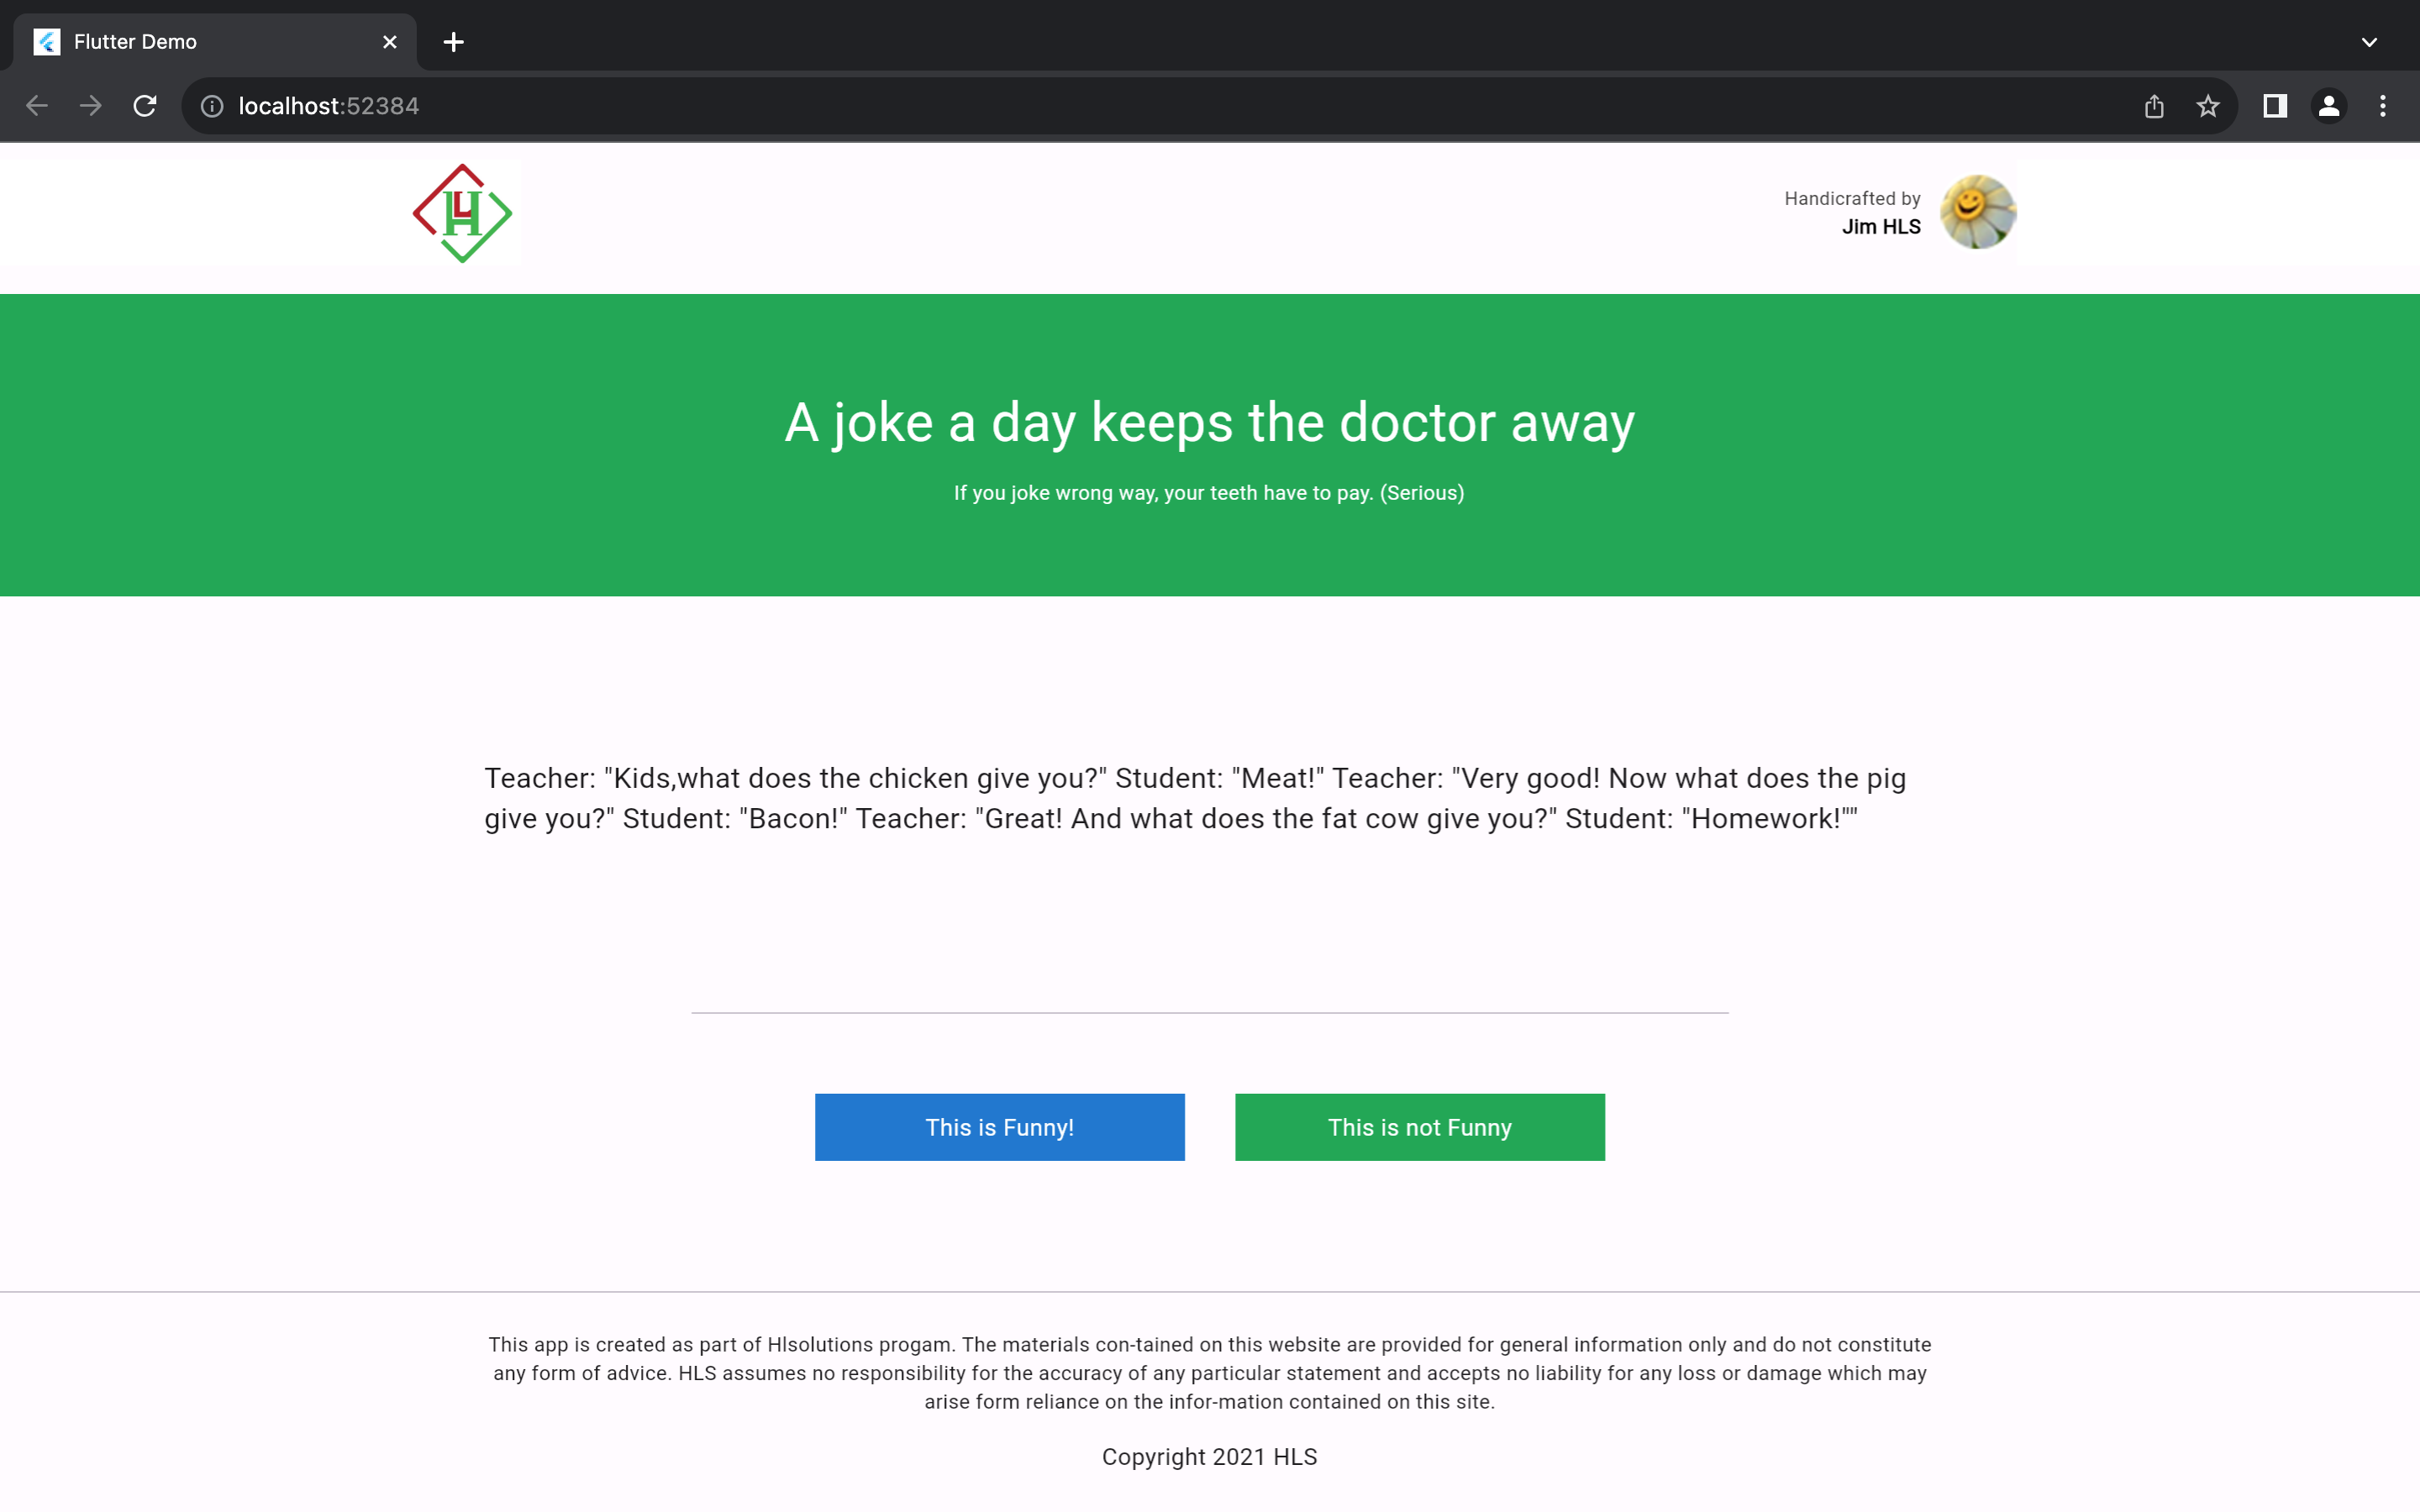 Flutter Demo
localhost:52384
Handicrafted by
Jim HLS
A joke a day keeps the doctor away
If you joke wrong way, your teeth have to pay. (Serious)
Teacher: "Kids,what does the chicken give you?" Student: "Meat!" Teacher: "Very good! Now what does the pig
give you?" Student: "Bacon!" Teacher: "Great! And what does the fat cow give you?" Student: "Homework!""
This is Funny!
This is not Funny
This app is created as part of Hlsolutions progam. The materials con-tained on this website are provided for general information only and do not constitute
any form of advice. HLS assumes no responsibility for the accuracy of any particular statement and accepts no liability for any loss or damage which may
arise form reliance on the infor-mation contained on this site.
Copyright 2021 HLS